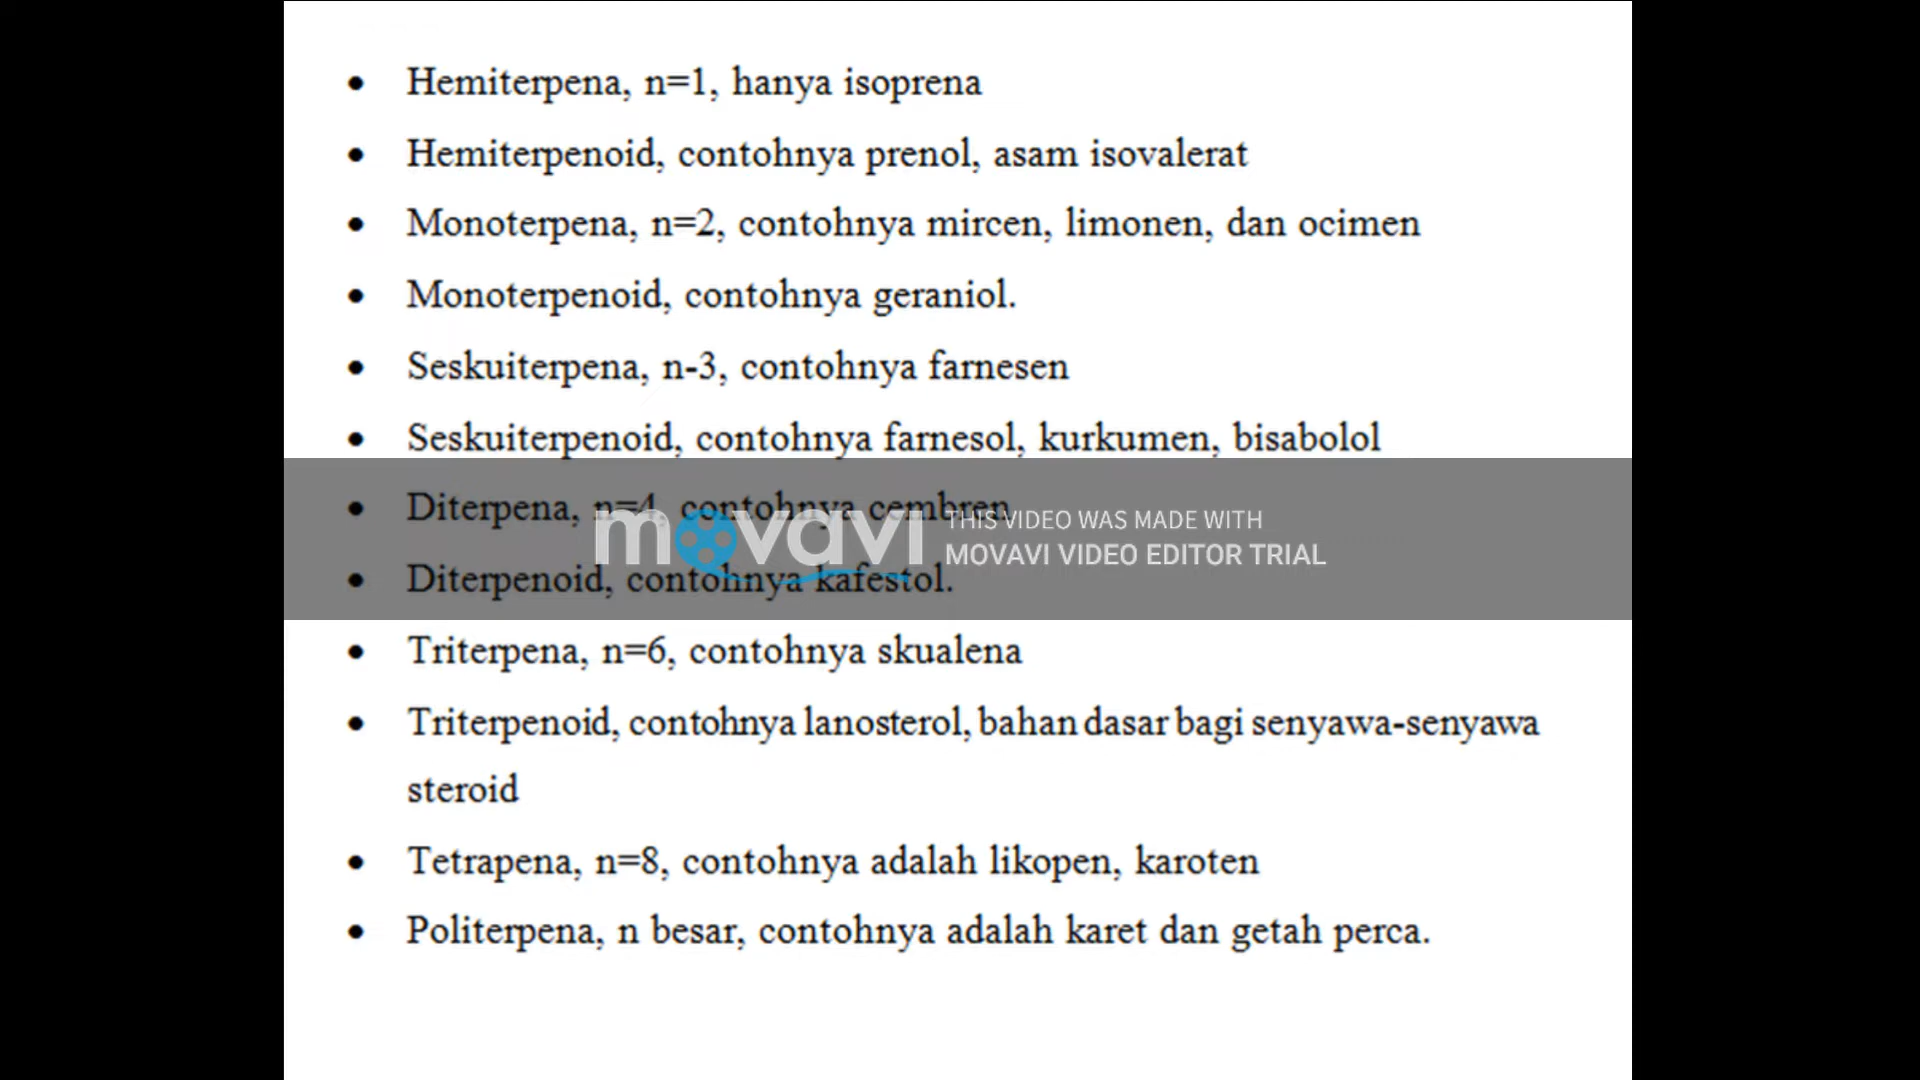 • Hemiterpena, n=1, hanya isoprena
• Hemiterpenoid, contohnya prenol, asam isovalerat
• Monoterpena, n=2, contohnya mircen, limonen, dan ocimen
• Monoterpenoid, contohnya geraniol.
• Seskuiterpena, n-3, contohnya farnesen
• Seskuiterpenoid, contohnya farnesol, kurkumen, bisabolol
• Diterpena, n=4, contohnya cembren
movavi
THIS VIDEO WAS MADE WITH
MOVAVI VIDEO EDITOR TRIAL
• Diterpenoid, contohnya kafestol.
• Triterpena, n=6, contohnya skualena
• Triterpenoid, contohnya lanosterol, bahan dasar bagi senyawa-senyawa
steroid
• Tetrapena, n=8, contohnya adalah likopen, karoten
• Politerpena, n besar, contohnya adalah karet dan getah perca.